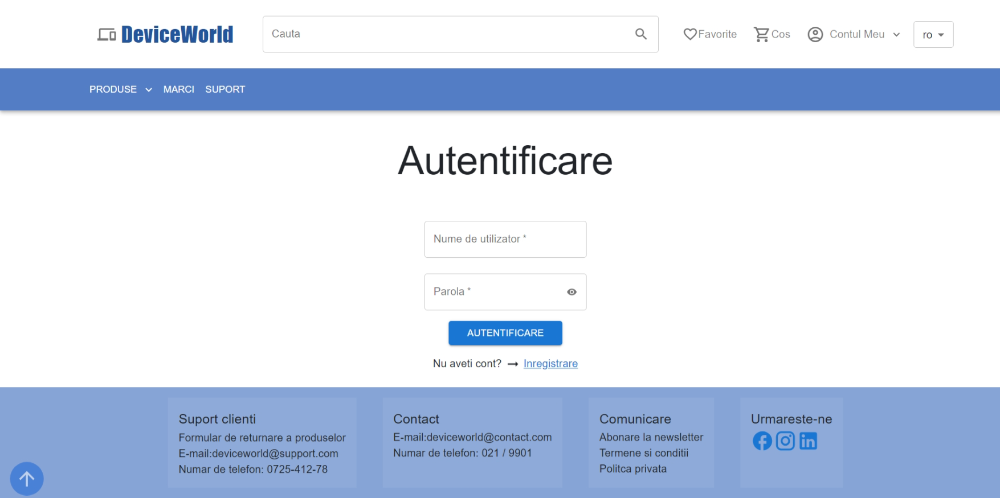 DeviceWorld
Cauta
Favorite
Cos
Contul Meu
ro
PRODUSE
MARCI
SUPORT
Autentificare
Nume de utilizator *
Parola *
AUTENTIFICARE
Nu aveti cont? → Inregistrare
Suport clienti
Formular de returnare a produselor
E-mail:deviceworld@support.com
Numar de telefon: 0725-412-78
Contact
E-mail:deviceworld@contact.com
Numar de telefon: 021 / 9901
Comunicare
Abonare la newsletter
Termene si conditii
Politca privata
Urmareste-ne